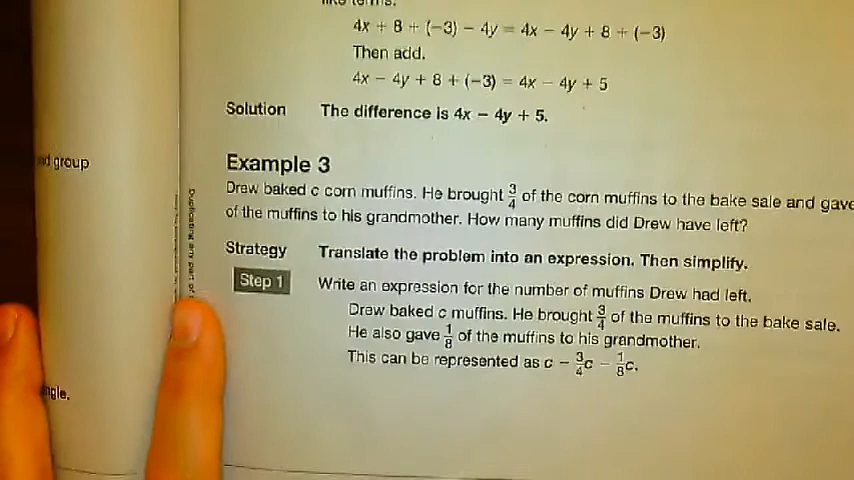 like terms.
4x + 8 + (−3) − 4y = 4x − 4y + 8 + (−3)
Then add.
4x − 4y + 8 + (−3) = 4x − 4y + 5
Solution The difference is 4x − 4y + 5.
group
Example 3
Drew baked c corn muffins. He brought 3/4 of the corn muffins to the bake sale and gave
of the muffins to his grandmother. How many muffins did Drew have left?
Duplicating any part of
Strategy Translate the problem into an expression. Then simplify.
Step 1 Write an expression for the number of muffins Drew had left.
Drew baked c muffins. He brought 3/4 of the muffins to the bake sale.
He also gave 1/8 of the muffins to his grandmother.
This can be represented as c − 3/4c − 1/8c.